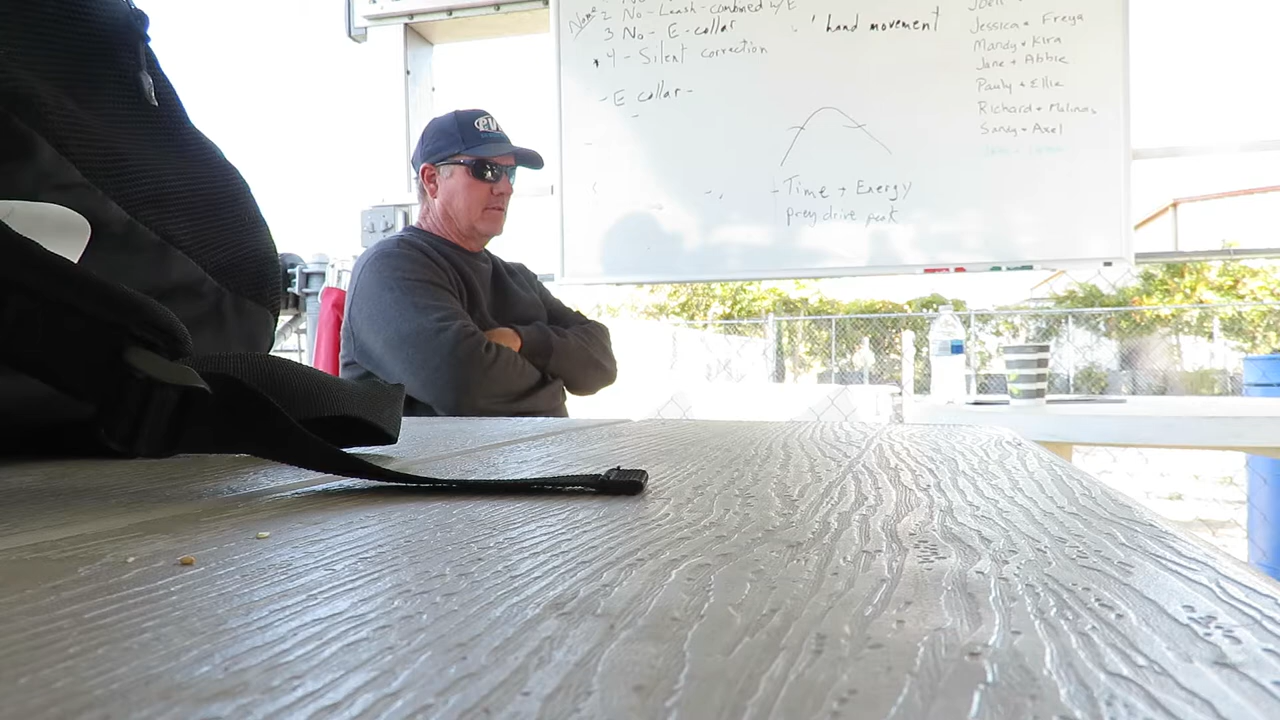 2 No-Leash-combined w/E
3 No-E-collar
4-Silent correction
-E collar-
hand movement
Jessica + Freya
Mandy + Kira
Jane + Abbie
Pauly + Ellie
Richard + Malinas
Sandy + Axel
Time + Energy
prey drive peak